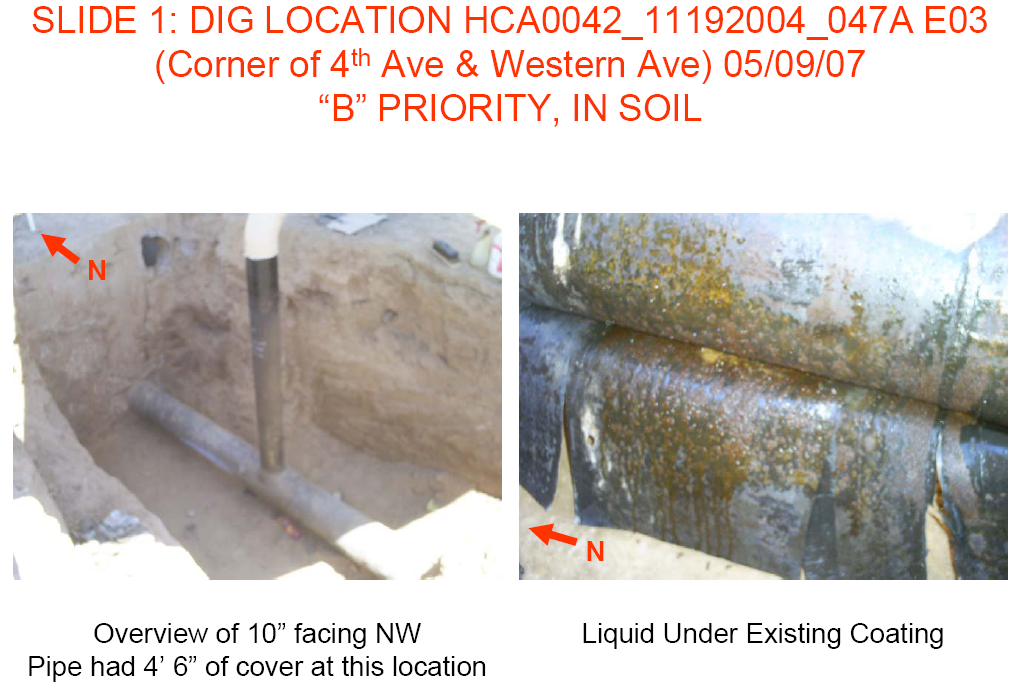 SLIDE 1: DIG LOCATION HCA0042_11192004_047A E03
(Corner of 4th Ave & Western Ave) 05/09/07
“B” PRIORITY, IN SOIL
N
N
Overview of 10” facing NW
Pipe had 4’ 6” of cover at this location
Liquid Under Existing Coating